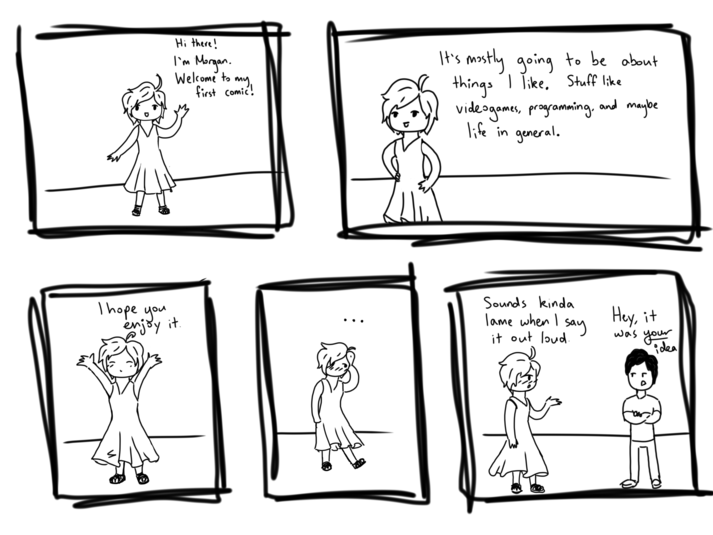 Hi there!
I'm Morgan.
Welcome to my
first comic!
It's mostly going to be about
things I like. Stuff like
videogames, programming, and maybe
life in general.
I hope you
enjoy it.
...
Sounds kinda
lame when I say
it out loud.
Hey, it
was your
idea